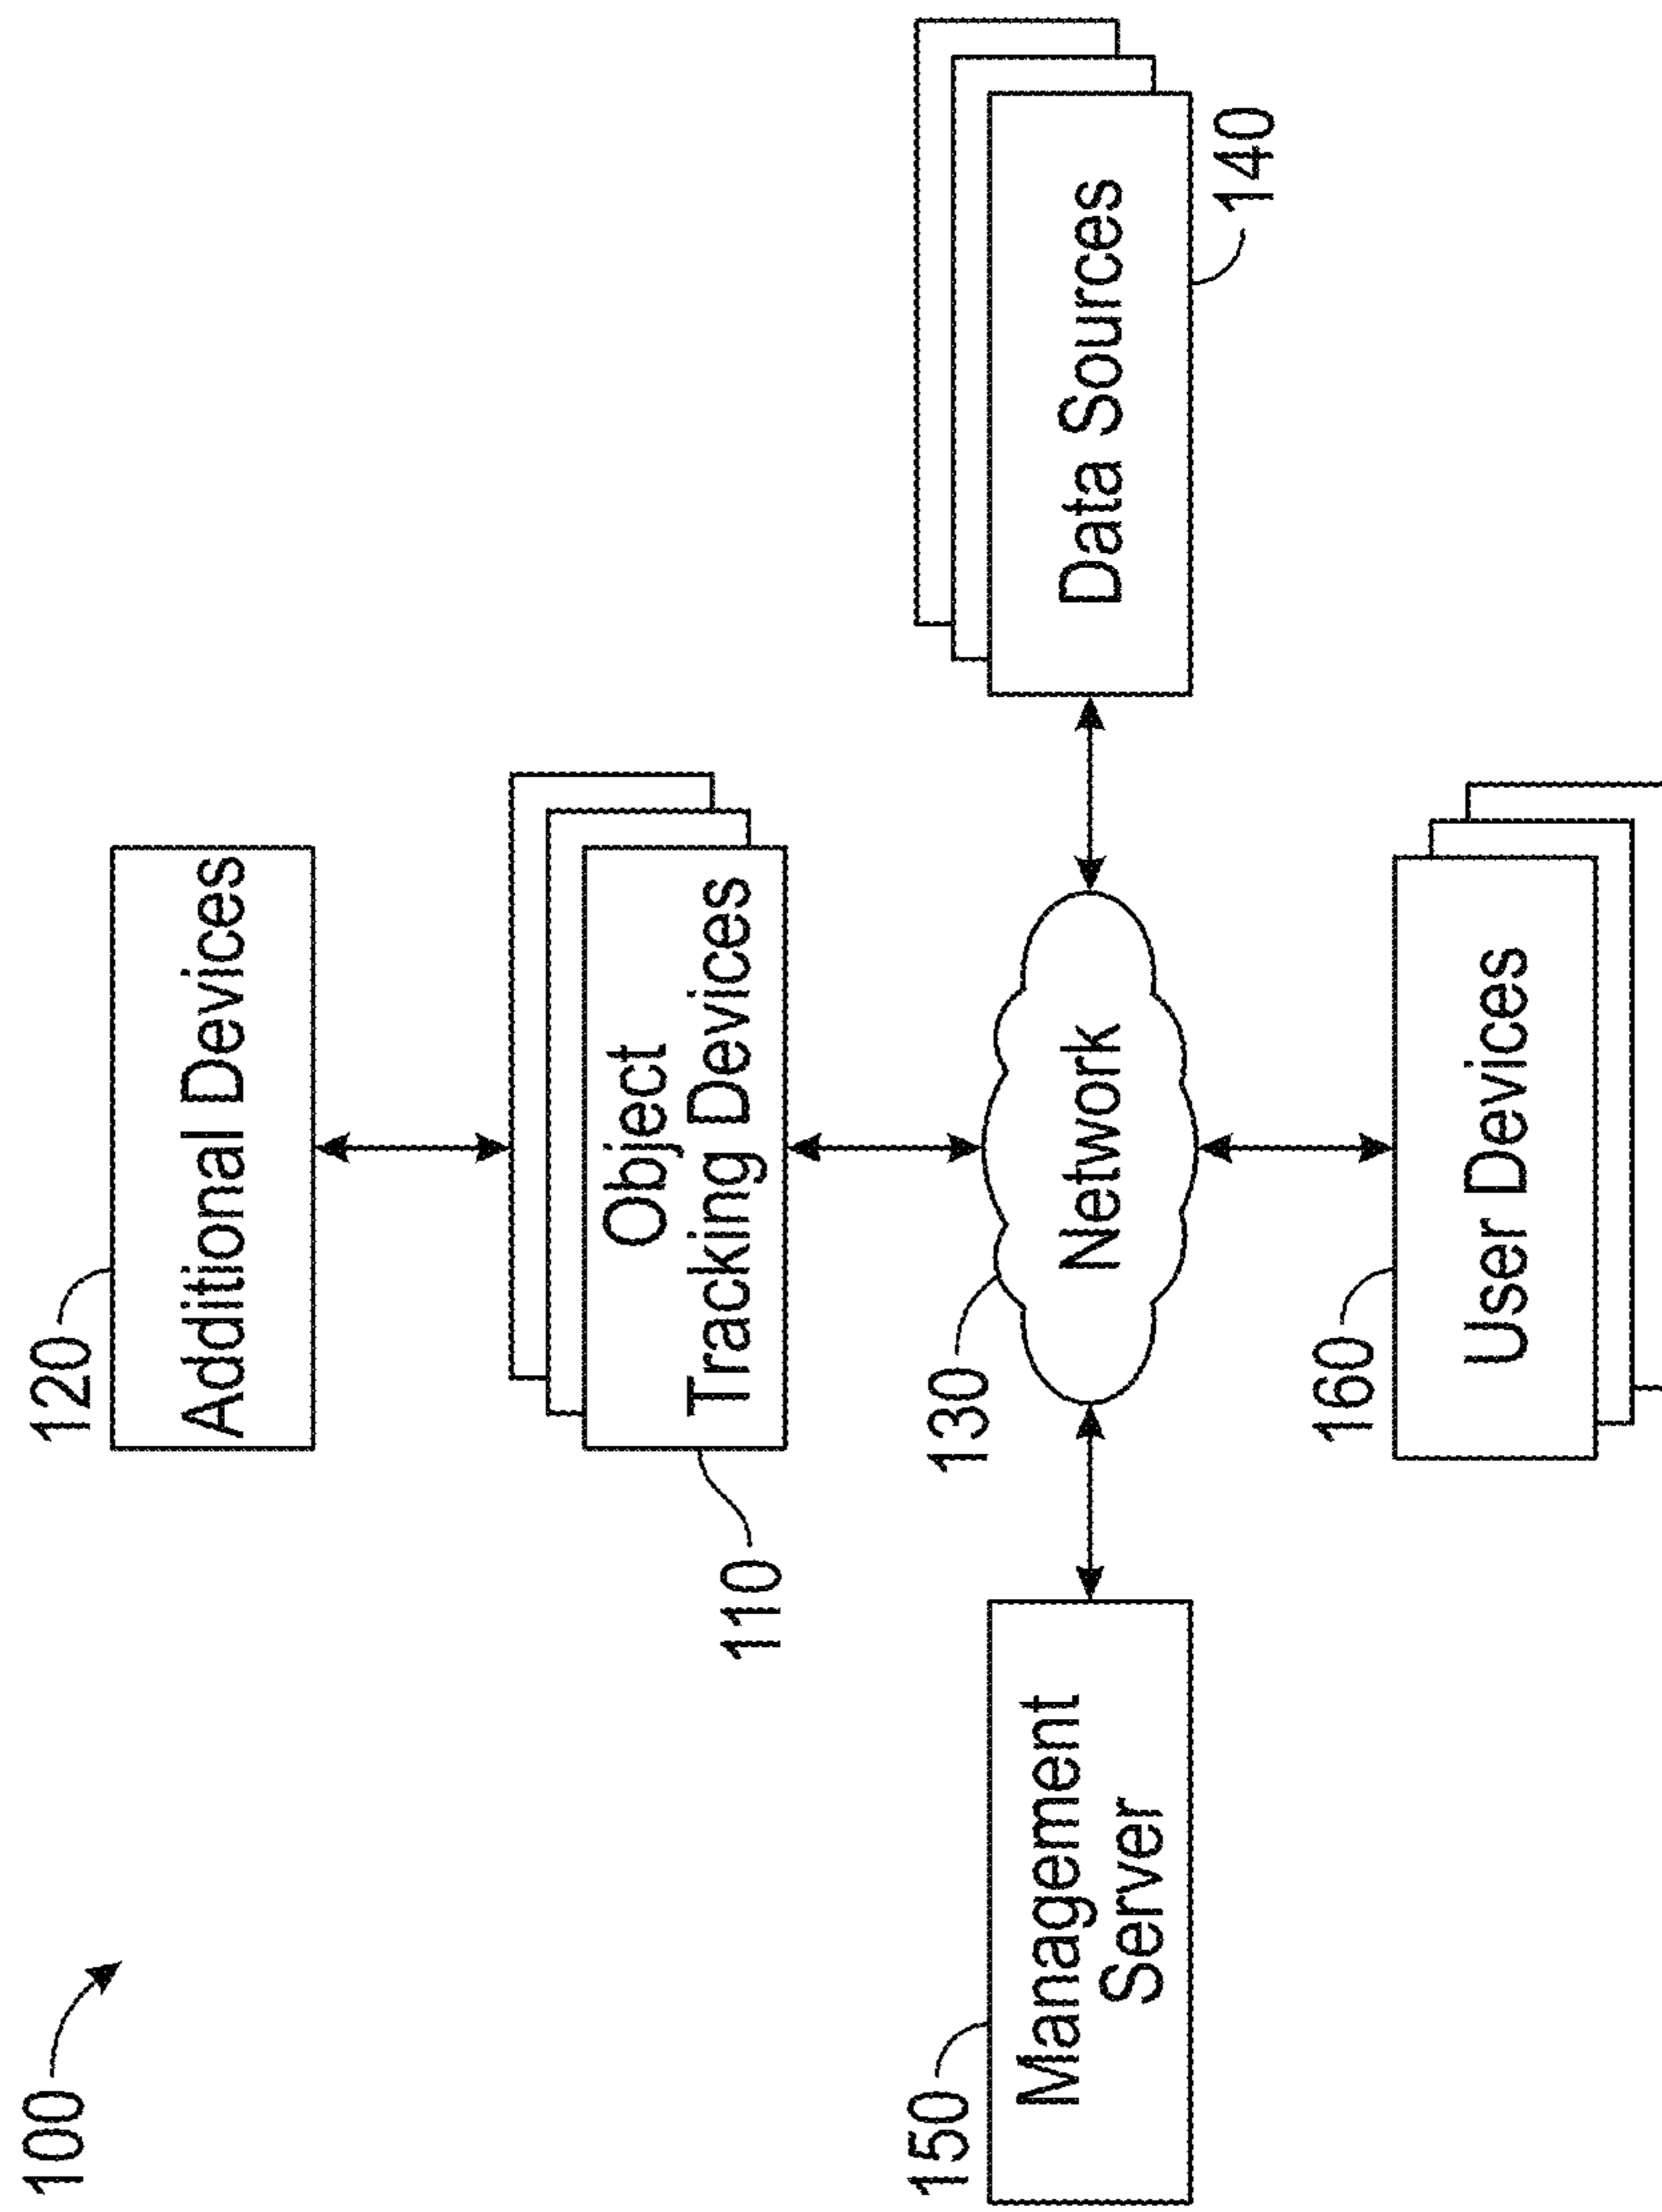 100
120
Additional Devices
110
Object
Tracking Devices
130
Network
150
Management
Server
Data Sources
140
160
User Devices